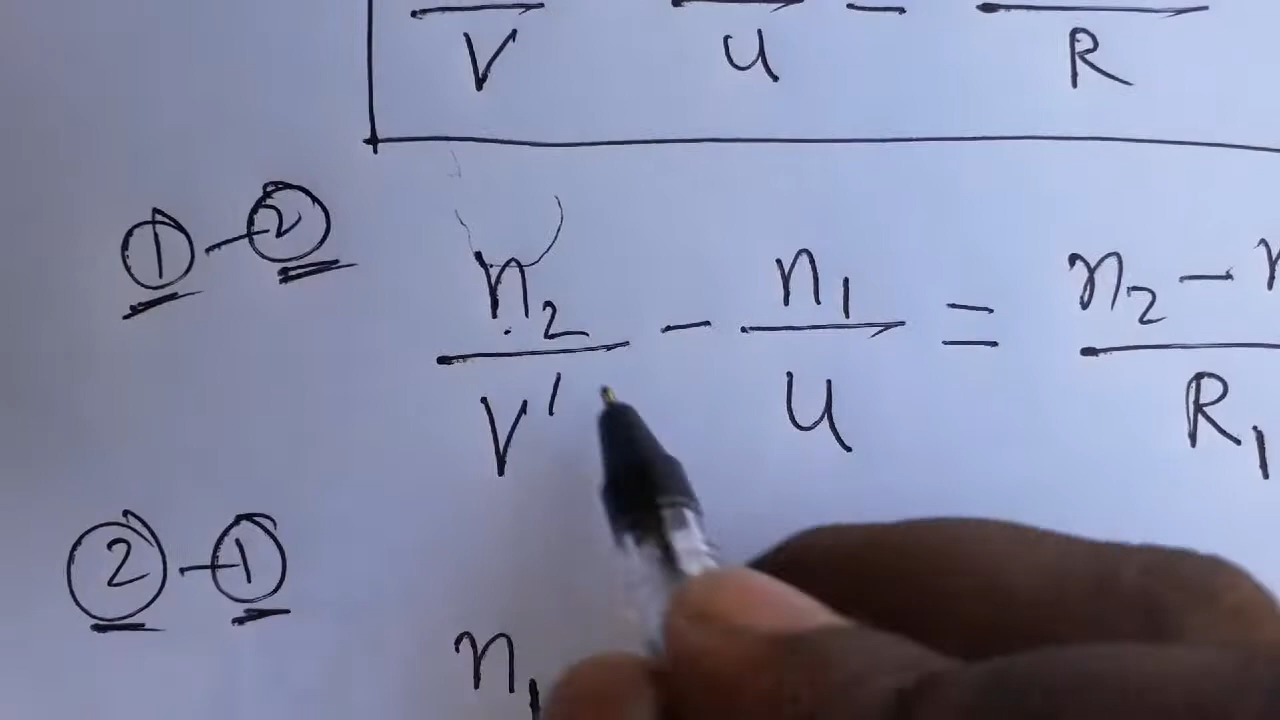 V U - R
① - ②
n₂ / V' - n₁ / U = n₂ - / R₁
② - ①
n₁